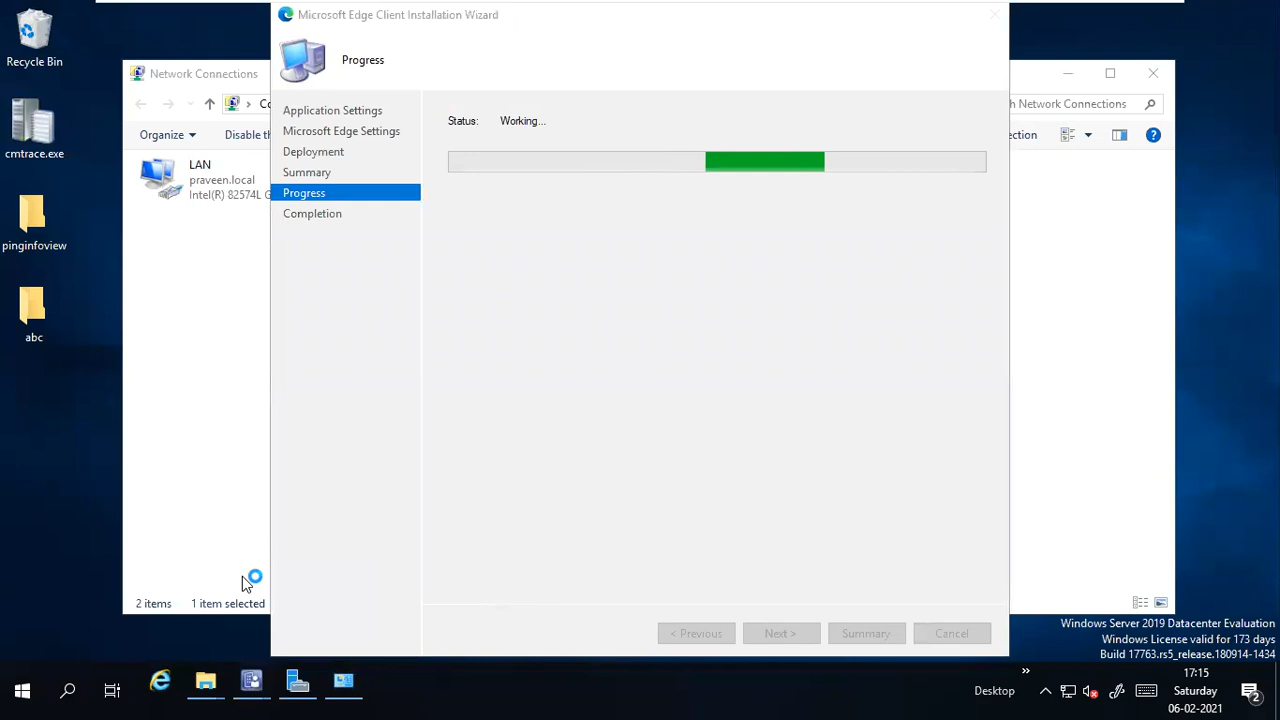 Recycle Bin
cmtrace.exe
pinginfoview
abc
Network Connections
Organize
Disable th
LAN
praveen.local
Intel(R) 82574L G
2 items
1 item selected
Microsoft Edge Client Installation Wizard
Progress
Application Settings
Microsoft Edge Settings
Deployment
Summary
Progress
Completion
Status: Working...
< Previous
Next >
Summary
Cancel
h Network Connections
Windows Server 2019 Datacenter Evaluation
Windows License valid for 173 days
Build 17763.rs5_release.180914-1434
Desktop
17:15
Saturday
06-02-2021
2